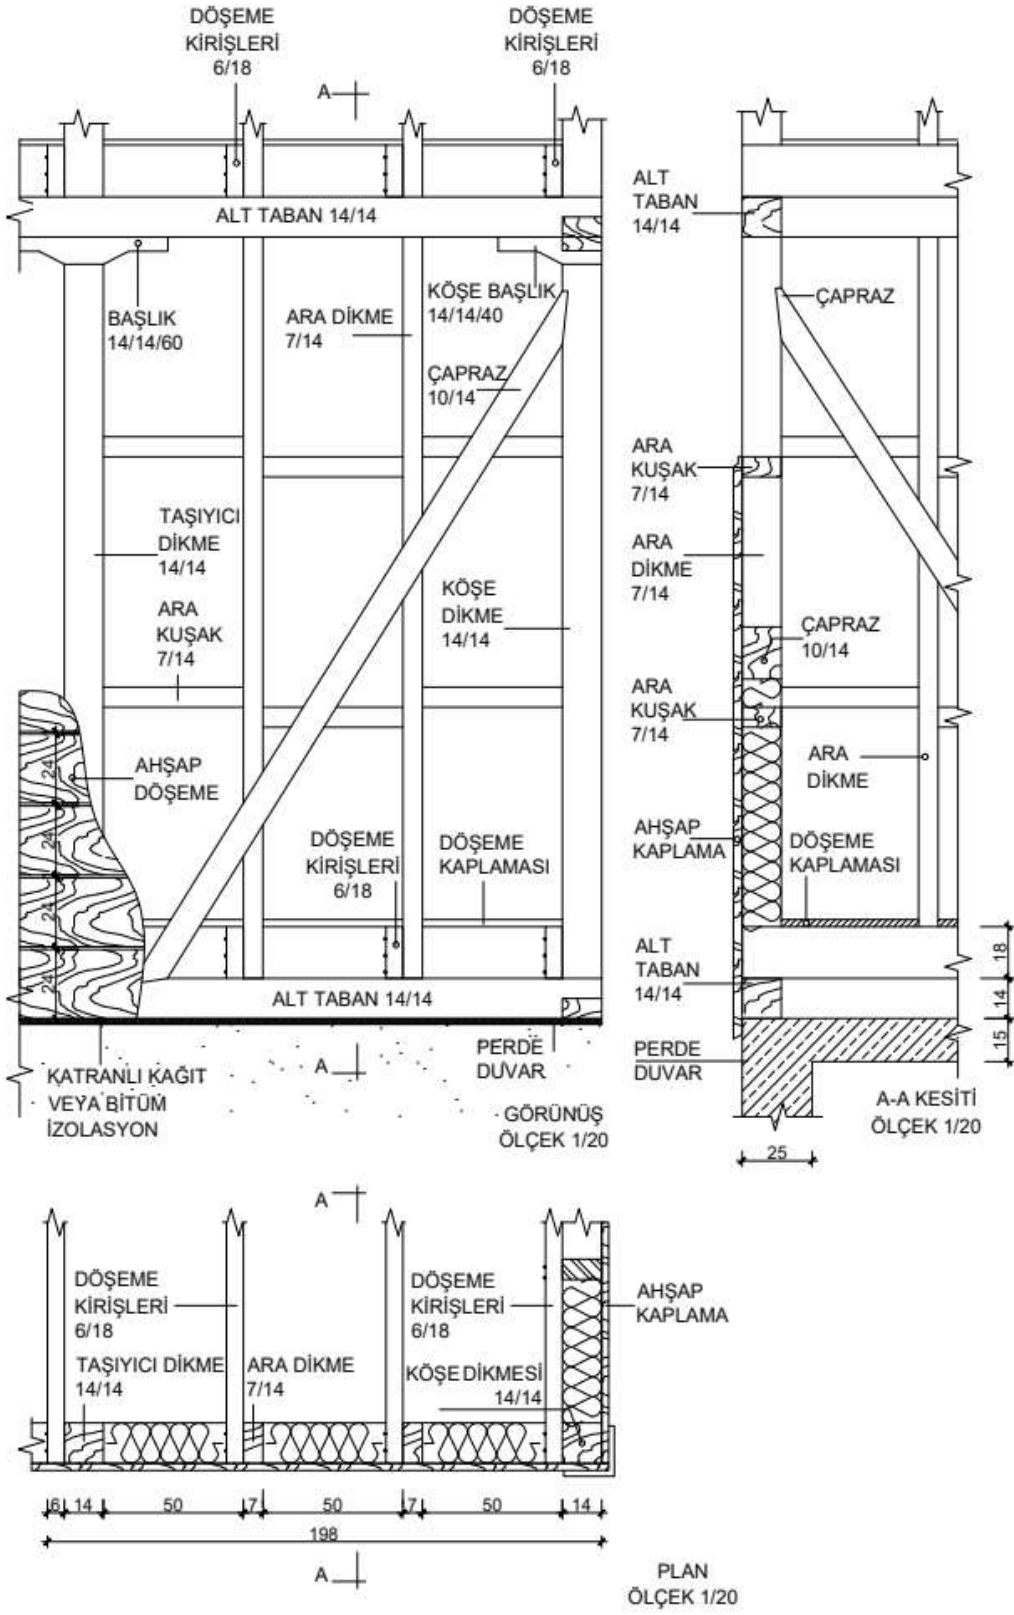 DÖŞEME
KİRİŞLERİ
6/18
DÖŞEME
KİRİŞLERİ
6/18
A
ALT TABAN 14/14
BAŞLIK
14/14/60
ARA DİKME
7/14
KÖŞE BAŞLIK
14/14/40
ÇAPRAZ
10/14
TAŞIYICI
DİKME
14/14
ARA
KUŞAK
7/14
KÖŞE
DİKME
14/14
AHŞAP
DÖŞEME
24
24
24
24
DÖŞEME
KİRİŞLERİ
6/18
DÖŞEME
KAPLAMASI
ALT TABAN 14/14
A
KATRANLI KAĞIT
VEYA BİTÜM
İZOLASYON
PERDE
DUVAR
GÖRÜNÜŞ
ÖLÇEK 1/20
ALT
TABAN
14/14
ÇAPRAZ
ARA
KUŞAK
7/14
ARA
DİKME
7/14
ÇAPRAZ
10/14
ARA
KUŞAK
7/14
ARA
DİKME
AHŞAP
KAPLAMA
DÖŞEME
KAPLAMASI
ALT
TABAN
14/14
18
14
15
PERDE
DUVAR
A-A KESİTİ
ÖLÇEK 1/20
25
A
DÖŞEME
KİRİŞLERİ
6/18
DÖŞEME
KİRİŞLERİ
6/18
AHŞAP
KAPLAMA
TAŞIYICI DİKME
14/14
ARA DİKME
7/14
KÖŞE DİKMESİ
14/14
6 14 50 7 50 7 50 14
198
A
PLAN
ÖLÇEK 1/20